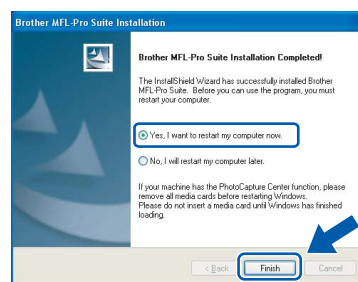 Brother MFL-Pro Suite Installation
Brother MFL-Pro Suite Installation Completed!
The InstallShield Wizard has successfully installed Brother
MFL-Pro Suite. Before you can use the program, you must
restart your computer.
Yes, I want to restart my computer now.
No, I will restart my computer later.
If your machine has the PhotoCapture Center function, please
remove all media cards before restarting Windows.
Please do not insert a media card until Windows has finished
loading.
< Back Finish Cancel